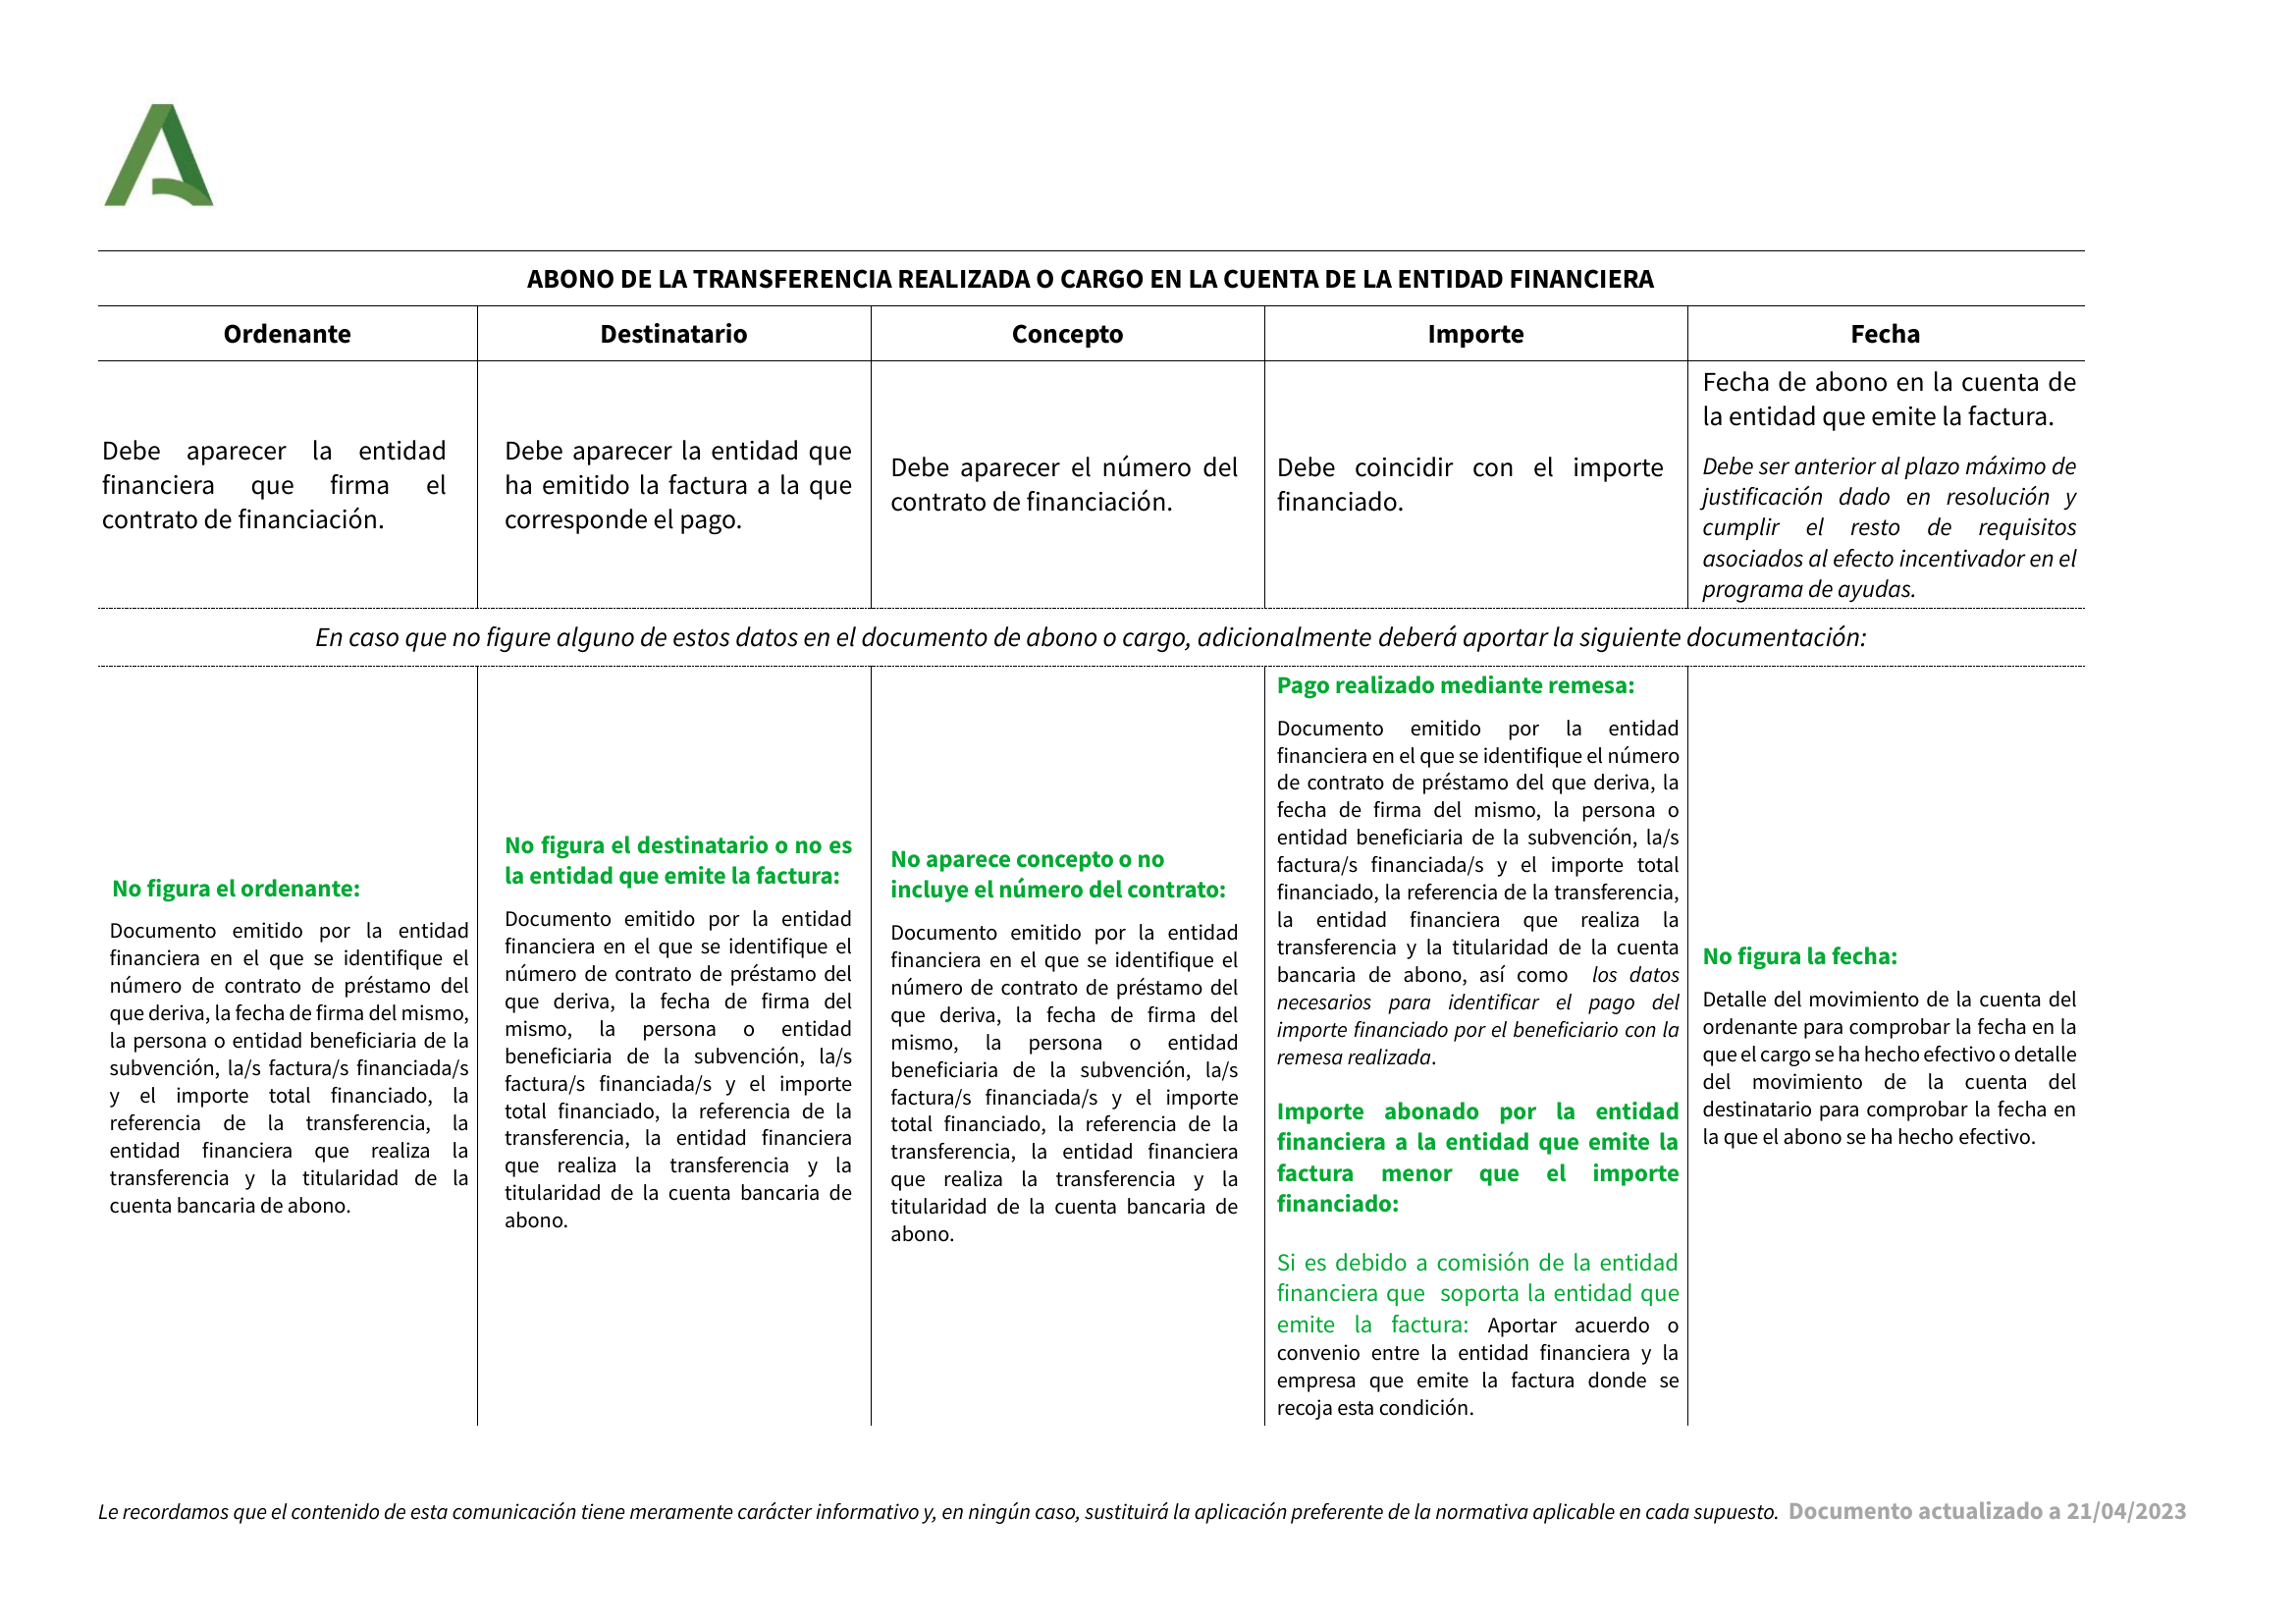 ABONO DE LA TRANSFERENCIA REALIZADA O CARGO EN LA CUENTA DE LA ENTIDAD FINANCIERA
Ordenante
Destinatario
Concepto
Importe
Fecha
Debe aparecer la entidad
financiera que firma el
contrato de financiación.
Debe aparecer la entidad que
ha emitido la factura a la que
corresponde el pago.
Debe aparecer el número del
contrato de financiación.
Debe coincidir con el importe
financiado.
Fecha de abono en la cuenta de
la entidad que emite la factura.
Debe ser anterior al plazo máximo de
justificación dado en resolución y
cumplir el resto de requisitos
asociados al efecto incentivador en el
programa de ayudas.
En caso que no figure alguno de estos datos en el documento de abono o cargo, adicionalmente deberá aportar la siguiente documentación:
No figura el ordenante:
Documento emitido por la entidad
financiera en el que se identifique el
número de contrato de préstamo del
que deriva, la fecha de firma del mismo,
la persona o entidad beneficiaria de la
subvención, la/s factura/s financiada/s
y el importe total financiado, la
referencia de la transferencia, la
entidad financiera que realiza la
transferencia y la titularidad de la
cuenta bancaria de abono.
No figura el destinatario o no es
la entidad que emite la factura:
Documento emitido por la entidad
financiera en el que se identifique el
número de contrato de préstamo del
que deriva, la fecha de firma del
mismo, la persona o entidad
beneficiaria de la subvención, la/s
factura/s financiada/s y el importe
total financiado, la referencia de la
transferencia, la entidad financiera
que realiza la transferencia y la
titularidad de la cuenta bancaria de
abono.
No aparece concepto o no
incluye el número del contrato:
Documento emitido por la entidad
financiera en el que se identifique el
número de contrato de préstamo del
que deriva, la fecha de firma del
mismo, la persona o entidad
beneficiaria de la subvención, la/s
factura/s financiada/s y el importe
total financiado, la referencia de la
transferencia, la entidad financiera
que realiza la transferencia y la
titularidad de la cuenta bancaria de
abono.
Pago realizado mediante remesa:
Documento emitido por la entidad
financiera en el que se identifique el número
de contrato de préstamo del que deriva, la
fecha de firma del mismo, la persona o
entidad beneficiaria de la subvención, la/s
factura/s financiada/s y el importe total
financiado, la referencia de la transferencia,
la entidad financiera que realiza la
transferencia y la titularidad de la cuenta
bancaria de abono, así como los datos
necesarios para identificar el pago del
importe financiado por el beneficiario con la
remesa realizada.
Importe abonado por la entidad
financiera a la entidad que emite la
factura menor que el importe
financiado:
Si es debido a comisión de la entidad
financiera que soporta la entidad que
emite la factura: Aportar acuerdo o
convenio entre la entidad financiera y la
empresa que emite la factura donde se
recoja esta condición.
No figura la fecha:
Detalle del movimiento de la cuenta del
ordenante para comprobar la fecha en la
que el cargo se ha hecho efectivo o detalle
del movimiento de la cuenta del
destinatario para comprobar la fecha en
la que el abono se ha hecho efectivo.
Le recordamos que el contenido de esta comunicación tiene meramente carácter informativo y, en ningún caso, sustituirá la aplicación preferente de la normativa aplicable en cada supuesto. Documento actualizado a 21/04/2023